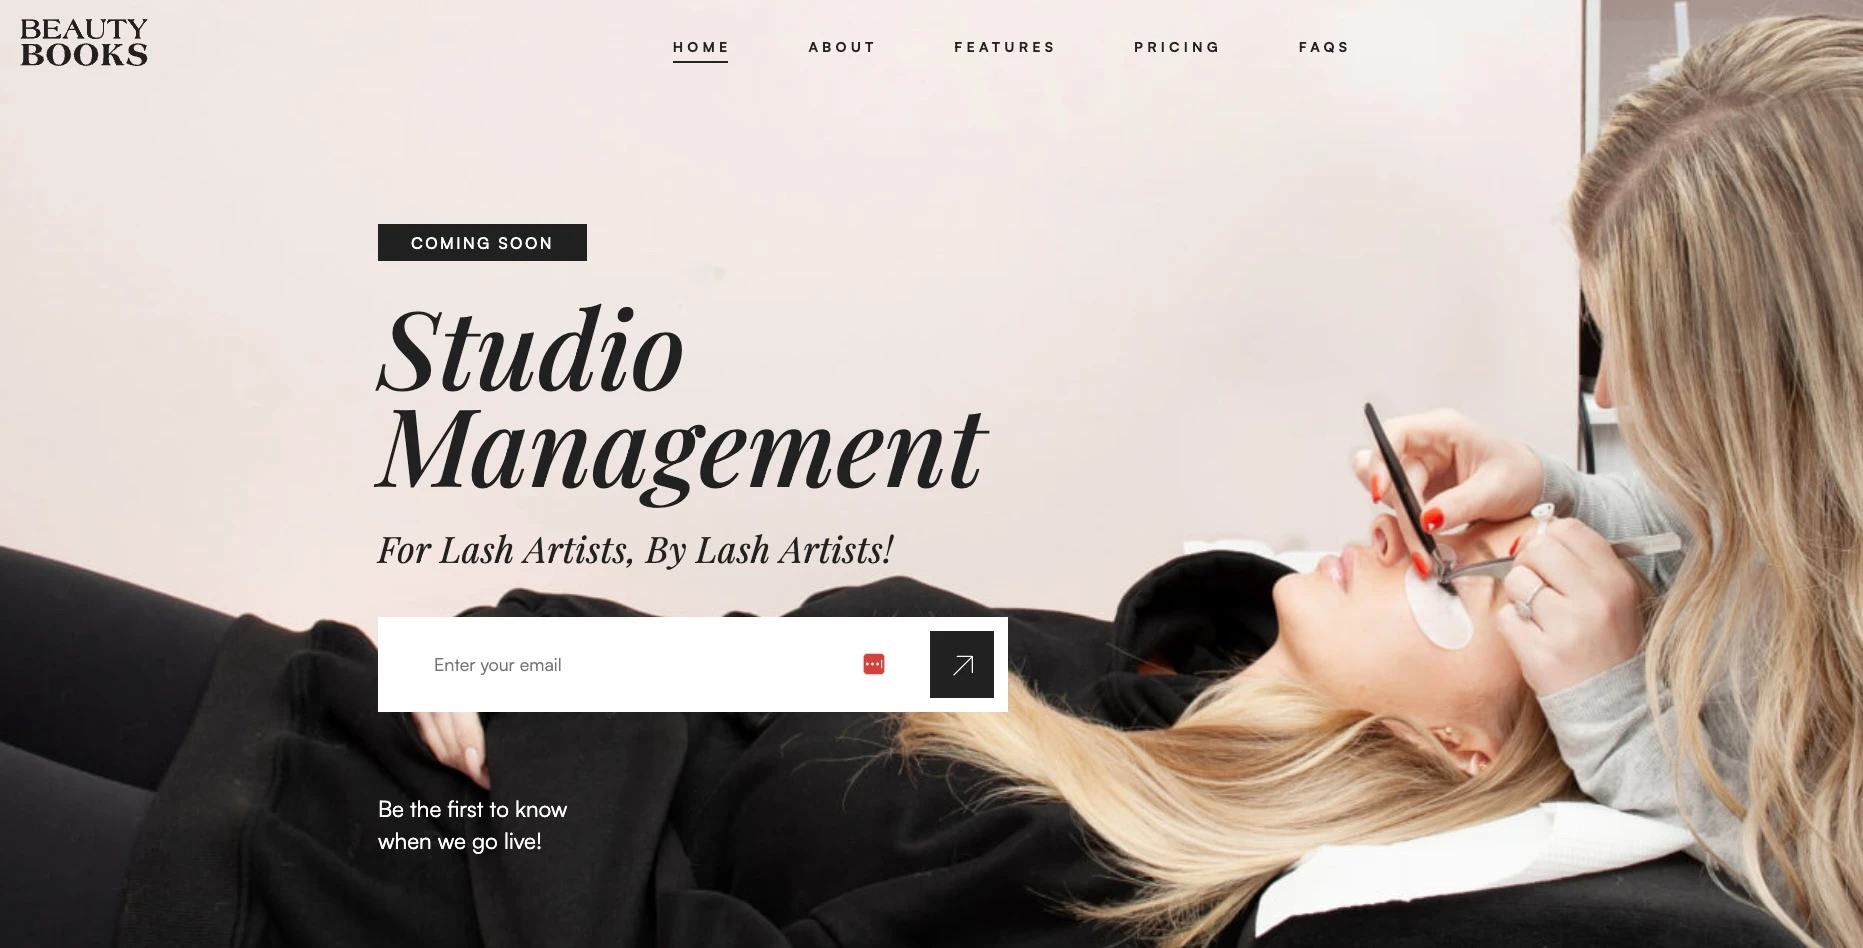 BEAUTY
BOOKS
HOME
ABOUT
FEATURES
PRICING
FAQS
COMING SOON
Studio
Management
For Lash Artists, By Lash Artists!
Enter your email
Be the first to know
when we go live!